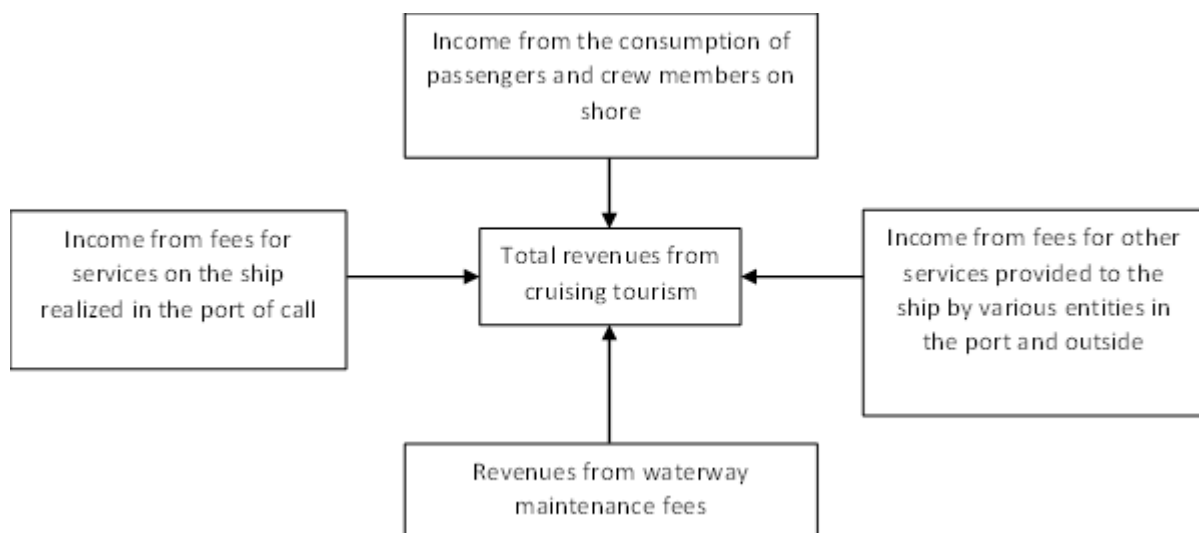 Income from the consumption of
passengers and crew members on
shore
Income from fees for
services on the ship
realized in the port of call
Total revenues from
cruising tourism
Income from fees for other
services provided to the
ship by various entities in
the port and outside
Revenues from waterway
maintenance fees